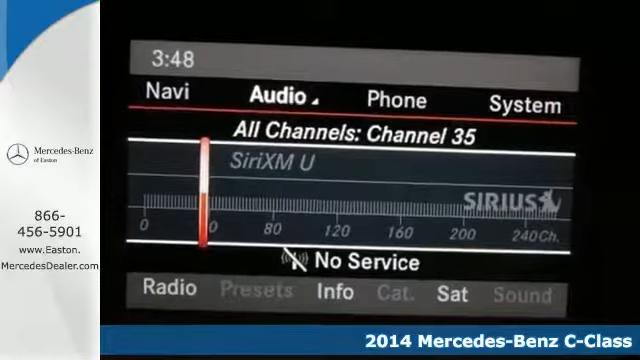 3:48
Navi Audio Phone System
All Channels: Channel 35
SiriXM U
SIRIUS
0 0 80 120 160 200 240Ch.
No Service
Radio Presets Info Cat. Sat Sound
Mercedes-Benz
of Easton
866-
456-5901
www.Easton.
MercedesDealer.com
2014 Mercedes-Benz C-Class